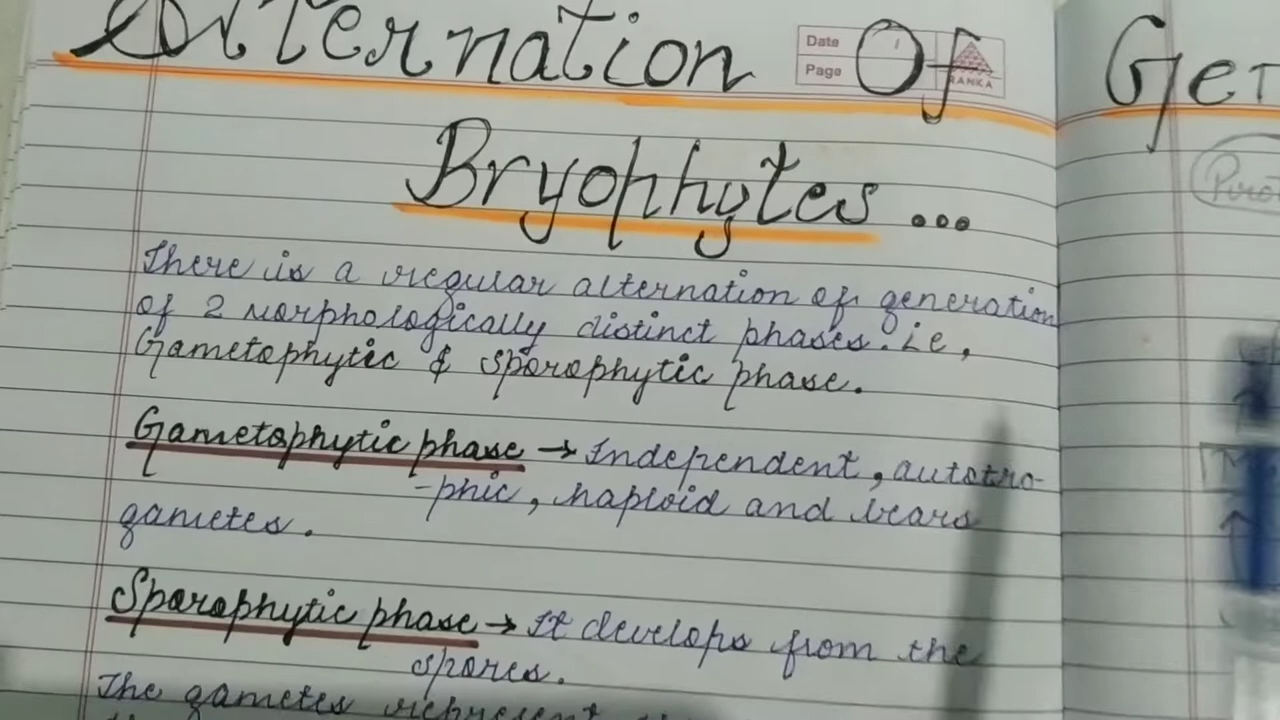 Alternation Of Gen
Date
Page
Bryophytes ...
There is a regular alternation of generation
of 2 morphologically distinct phases. i.e,
Gametophytic & Sporophytic phase.
Gametophytic phase → Independent, autotro-
-phic, haploid and bears
gametes.
Sporophytic phase → It develops from the
spores.
The gametes represent